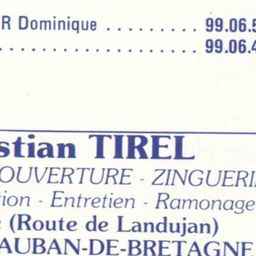 R Dominique ......... 99.06.5
................. 99.06.4
stian TIREL
OUVERTURE - ZINGUERI
ion - Entretien - Ramonage
(Route de Landujan)
AUBAN-DE-BRETAGNE